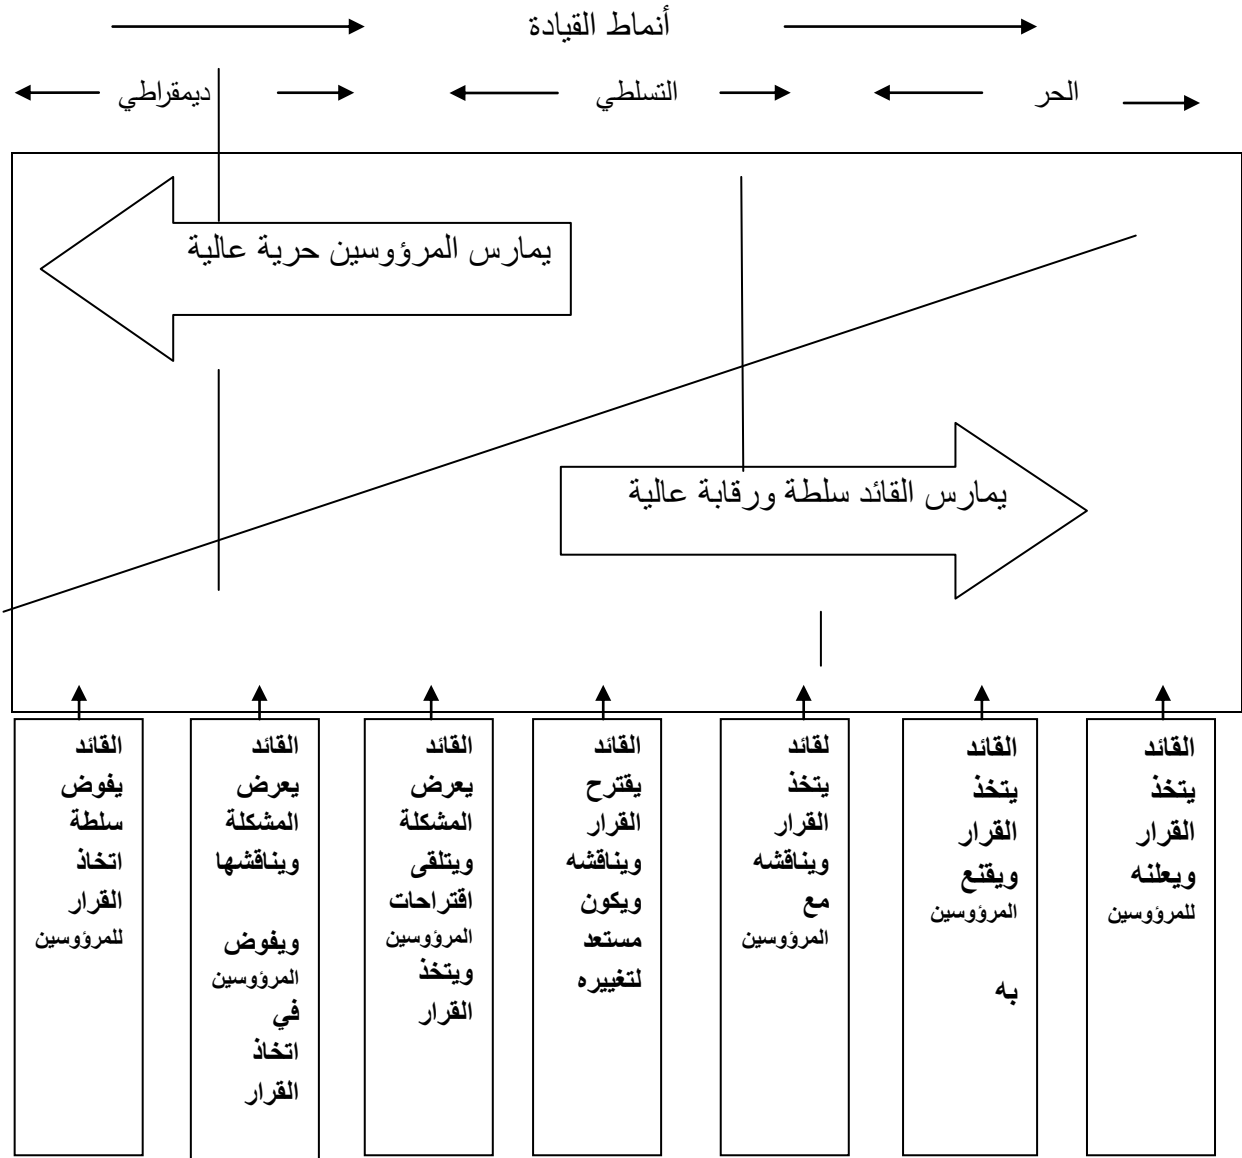 أنماط القيادة
الحر
التسلطي
ديمقراطي
يمارس المرؤوسين حرية عالية
يمارس القائد سلطة ورقابة عالية
القائد
يتخذ
القرار
ويعلنه
للمرؤوسين
القائد
يتخذ
القرار
ويقنع
المرؤوسين
به
لقائد
يتخذ
القرار
ويناقشه
مع
المرؤوسين
القائد
يقترح
القرار
ويناقشه
ويكون
مستعد
لتغييره
القائد
يعرض
المشكلة
ويتلقى
اقتراحات
المرؤوسين
ويتخذ
القرار
القائد
يعرض
المشكلة
ويناقشها
ويفوض
المرؤوسين
في
اتخاذ
القرار
القائد
يفوض
سلطة
اتخاذ
القرار
للمرؤوسين